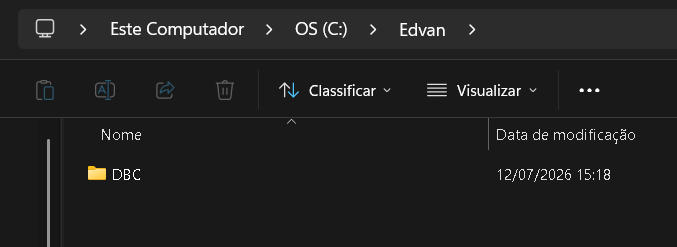 Este Computador > OS (C:) > Edvan >
Classificar Visualizar
Nome Data de modificação
DBC 12/07/2026 15:18